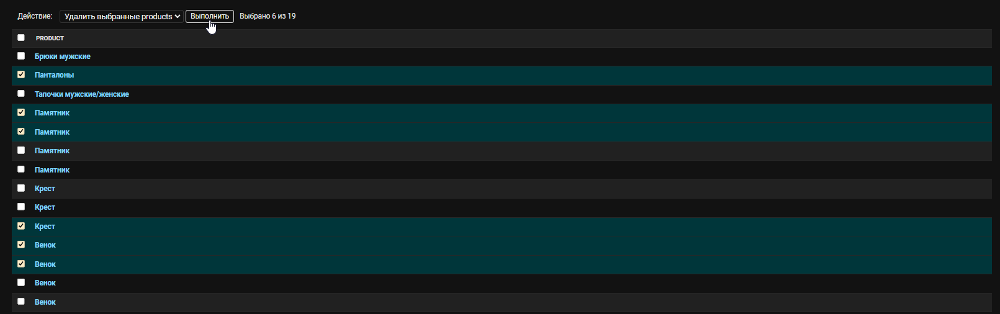 Действие: Удалить выбранные products Выполнить Выбрано 6 из 19
PRODUCT
Брюки мужские
Панталоны
Тапочки мужские/женские
Памятник
Памятник
Памятник
Памятник
Крест
Крест
Крест
Венок
Венок
Венок
Венок